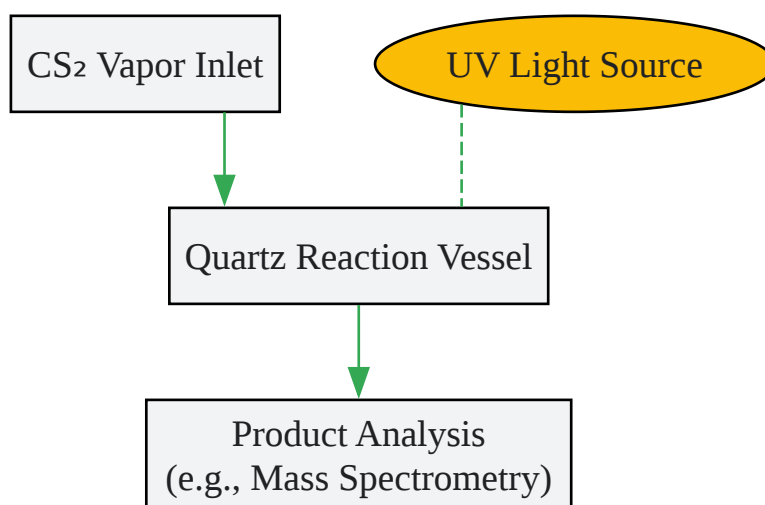 CS₂ Vapor Inlet
UV Light Source
Quartz Reaction Vessel
Product Analysis
(e.g., Mass Spectrometry)